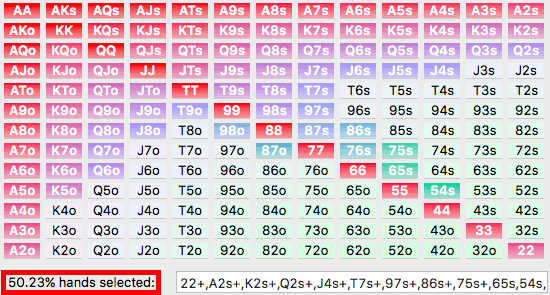 AA AKs AQs AJs ATs A9s A8s A7s A6s A5s A4s A3s A2s
AKo KK KQs KJs KTs K9s K8s K7s K6s K5s K4s K3s K2s
AQo KQo QQ QJs QTs Q9s Q8s Q7s Q6s Q5s Q4s Q3s Q2s
AJo KJo QJo JJ JTs J9s J8s J7s J6s J5s J4s J3s J2s
ATo KTo QTo JTo TT T9s T8s T7s T6s T5s T4s T3s T2s
A9o K9o Q9o J9o T9o 99 98s 97s 96s 95s 94s 93s 92s
A8o K8o Q8o J8o T8o 98o 88 87s 86s 85s 84s 83s 82s
A7o K7o Q7o J7o T7o 97o 87o 77 76s 75s 74s 73s 72s
A6o K6o Q6o J6o T6o 96o 86o 76o 66 65s 64s 63s 62s
A5o K5o Q5o J5o T5o 95o 85o 75o 65o 55 54s 53s 52s
A4o K4o Q4o J4o T4o 94o 84o 74o 64o 54o 44 43s 42s
A3o K3o Q3o J3o T3o 93o 83o 73o 63o 53o 43o 33 32s
A2o K2o Q2o J2o T2o 92o 82o 72o 62o 52o 42o 32o 22
50.23% hands selected: 22+,A2s+,K2s+,Q2s+,J4s+,T7s+,97s+,86s+,75s+,65s,54s,